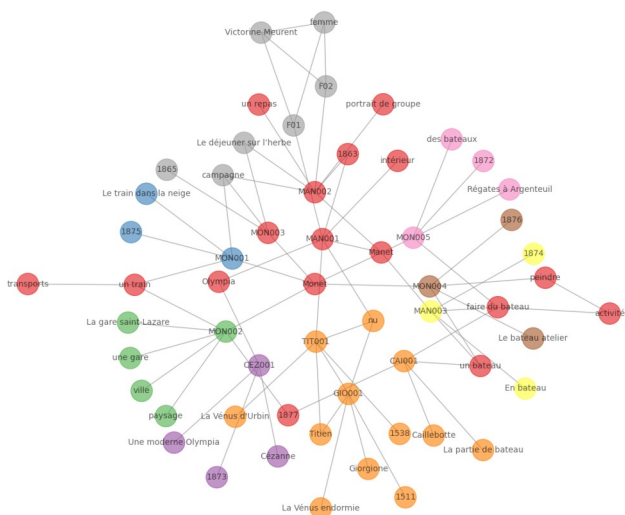 femme
Victorine Meurent
F02
un repas
portrait de groupe
F01
des bateaux
Le déjeuner sur l'herbe
1863
intérieur
1872
1865
campagne
MAN002
Régates à Argenteuil
Le train dans la neige
1876
1875
MON003
MAN001
MON005
Manet
1874
MON001
Olympia
Monet
MON004
peindre
transports
un train
MAN003
faire du bateau
activité
La gare saint-Lazare
MON002
nu
Le bateau atelier
TIT001
une gare
CEZ001
CAI001
un bateau
ville
GIO001
En bateau
paysage
La Vénus d'Urbin
1877
Une moderne Olympia
Titien
1538
Caillebotte
La partie de bateau
Cézanne
1873
Giorgione
1511
La Vénus endormie